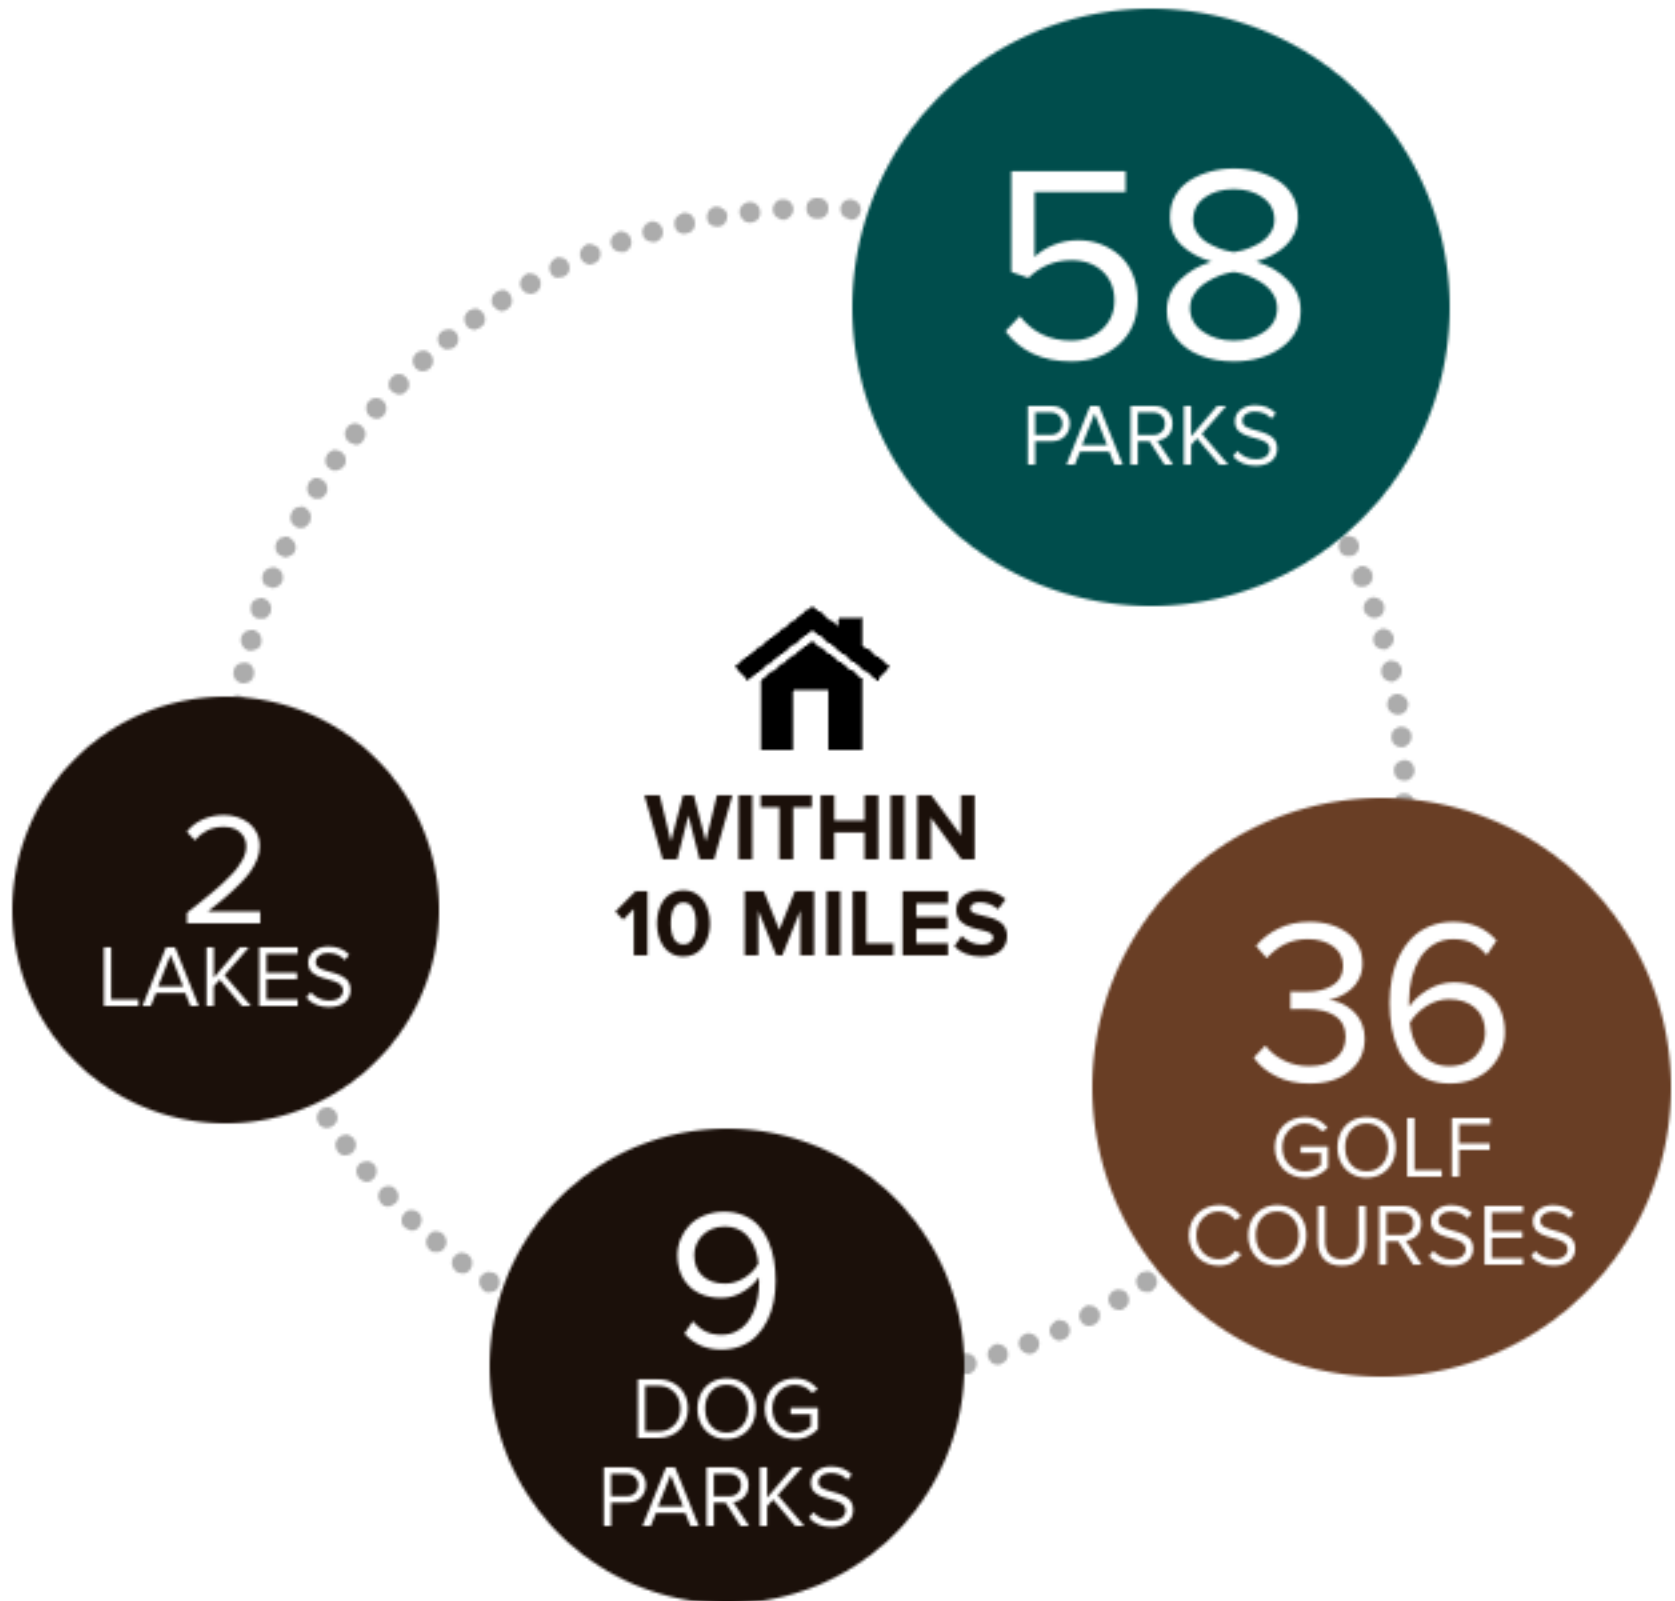 58
PARKS
WITHIN
10 MILES
2
LAKES
36
GOLF
COURSES
9
DOG
PARKS